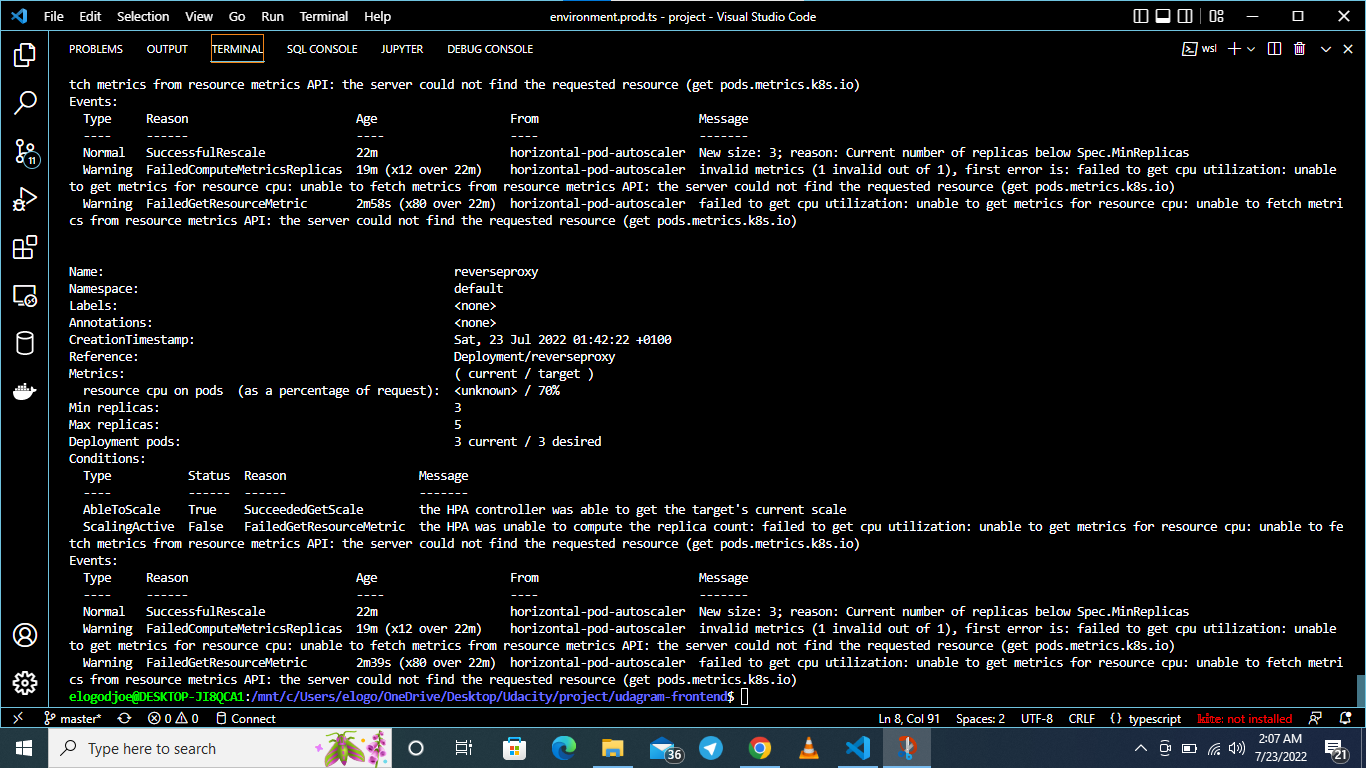 File Edit Selection View Go Run Terminal Help environment.prod.ts - project - Visual Studio Code
PROBLEMS OUTPUT TERMINAL SQL CONSOLE JUPYTER DEBUG CONSOLE wsl
tch metrics from resource metrics API: the server could not find the requested resource (get pods.metrics.k8s.io)
Events:
Type Reason Age From Message
---- ------ ---- ---- -------
Normal SuccessfulRescale 22m horizontal-pod-autoscaler New size: 3; reason: Current number of replicas below Spec.MinReplicas
Warning FailedComputeMetricsReplicas 19m (x12 over 22m) horizontal-pod-autoscaler invalid metrics (1 invalid out of 1), first error is: failed to get cpu utilization: unable
to get metrics for resource cpu: unable to fetch metrics from resource metrics API: the server could not find the requested resource (get pods.metrics.k8s.io)
Warning FailedGetResourceMetric 2m58s (x80 over 22m) horizontal-pod-autoscaler failed to get cpu utilization: unable to get metrics for resource cpu: unable to fetch metri
cs from resource metrics API: the server could not find the requested resource (get pods.metrics.k8s.io)
Name: reverseproxy
Namespace: default
Labels: <none>
Annotations: <none>
CreationTimestamp: Sat, 23 Jul 2022 01:42:22 +0100
Reference: Deployment/reverseproxy
Metrics: ( current / target )
resource cpu on pods (as a percentage of request): <unknown> / 70%
Min replicas: 3
Max replicas: 5
Deployment pods: 3 current / 3 desired
Conditions:
Type Status Reason Message
---- ------ ------ -------
AbleToScale True SucceededGetScale the HPA controller was able to get the target's current scale
ScalingActive False FailedGetResourceMetric the HPA was unable to compute the replica count: failed to get cpu utilization: unable to get metrics for resource cpu: unable to fe
tch metrics from resource metrics API: the server could not find the requested resource (get pods.metrics.k8s.io)
Events:
Type Reason Age From Message
---- ------ ---- ---- -------
Normal SuccessfulRescale 22m horizontal-pod-autoscaler New size: 3; reason: Current number of replicas below Spec.MinReplicas
Warning FailedComputeMetricsReplicas 19m (x12 over 22m) horizontal-pod-autoscaler invalid metrics (1 invalid out of 1), first error is: failed to get cpu utilization: unable
to get metrics for resource cpu: unable to fetch metrics from resource metrics API: the server could not find the requested resource (get pods.metrics.k8s.io)
Warning FailedGetResourceMetric 2m39s (x80 over 22m) horizontal-pod-autoscaler failed to get cpu utilization: unable to get metrics for resource cpu: unable to fetch metri
cs from resource metrics API: the server could not find the requested resource (get pods.metrics.k8s.io)
elogodjoe@DESKTOP-JI8QCA1:/mnt/c/Users/elogo/OneDrive/Desktop/Udacity/project/udagram-frontend$
11
master* 0 0 Connect Ln 8, Col 91 Spaces: 2 UTF-8 CRLF { } typescript kite: not installed
Type here to search 36 2:07 AM
7/23/2022 21